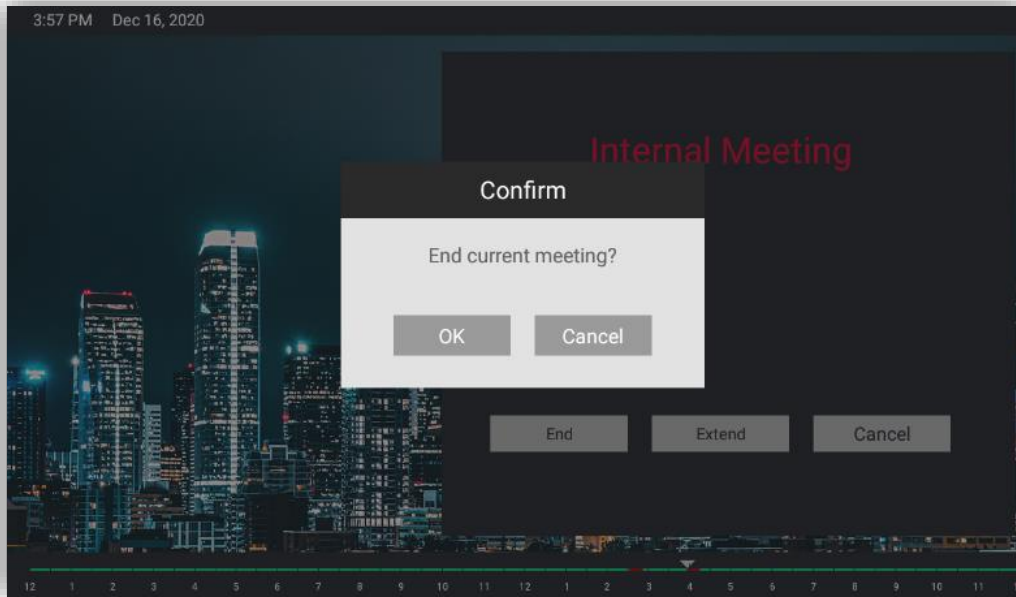 3:57 PM Dec 16, 2020
Internal Meeting
Confirm
End current meeting?
OK Cancel
End Extend Cancel
12 1 2 3 4 5 6 7 8 9 10 11 12 1 2 3 4 5 6 7 8 9 10 11